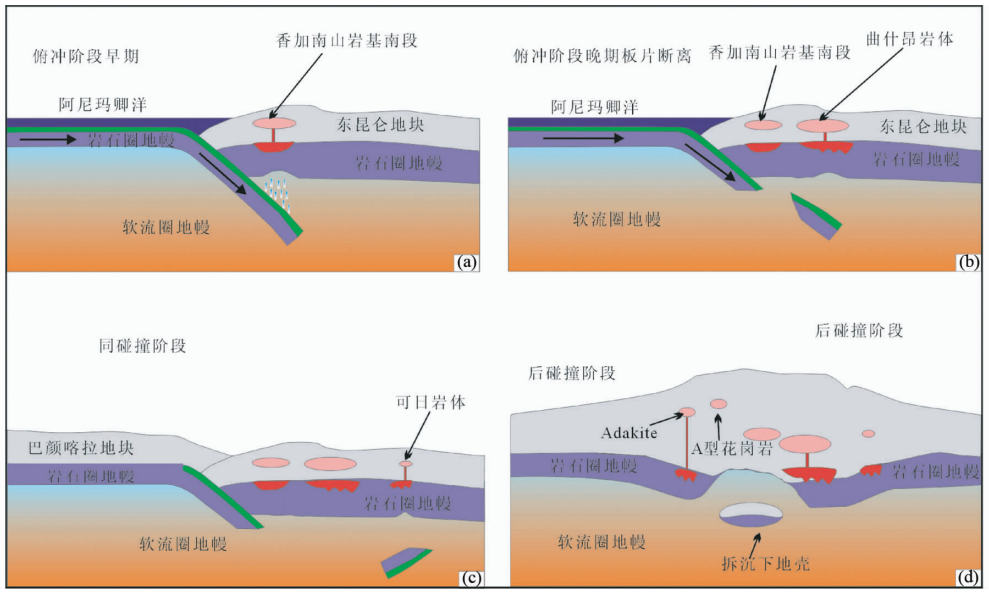 俯冲阶段早期
香加南山岩基南段
阿尼玛卿洋
东昆仑地块
岩石圈地幔
岩石圈地幔
软流圈地幔
(a)
俯冲阶段晚期板片断离
香加南山岩基南段
曲什昂岩体
阿尼玛卿洋
东昆仑地块
岩石圈地幔
软流圈地幔
(b)
同碰撞阶段
可日岩体
巴颜喀拉地块
岩石圈地幔
岩石圈地幔
软流圈地幔
(c)
后碰撞阶段
后碰撞阶段
Adakite
A型花岗岩
岩石圈地幔
岩石圈地幔
软流圈地幔
拆沉下地壳
(d)